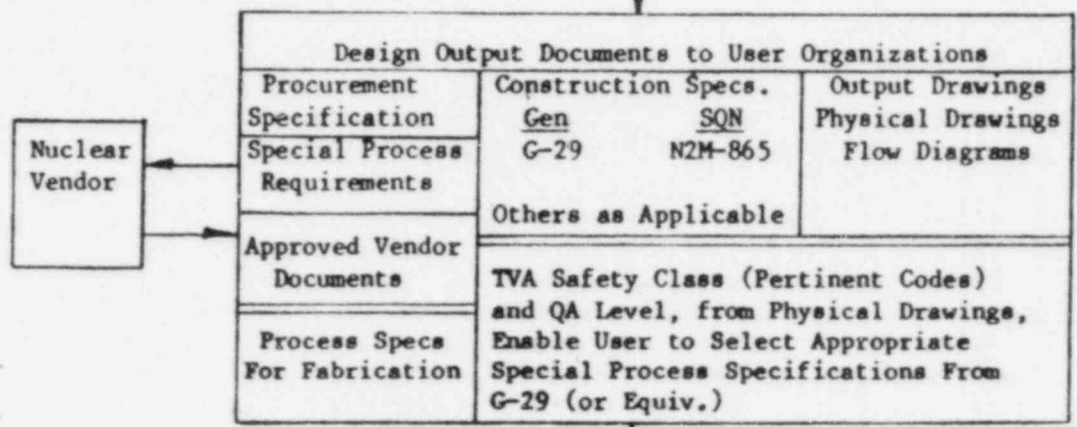 Design Output Documents to User Organizations
Nuclear
Vendor
Procurement
Specification
Special Process
Requirements
Approved Vendor
Documents
Process Specs
For Fabrication
Construction Specs.
Gen SQN
G-29 N2M-865
Others as Applicable
Output Drawings
Physical Drawings
Flow Diagrams
TVA Safety Class (Pertinent Codes)
and QA Level, from Physical Drawings,
Enable User to Select Appropriate
Special Process Specifications From
G-29 (or Equiv.)